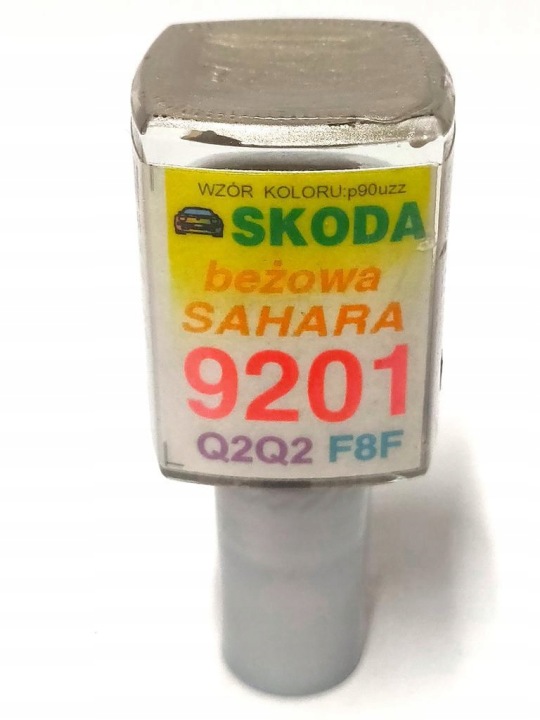 WZÓR KOLORU:p90uzz
SKODA
beżowa
SAHARA
9201
Q2Q2 F8F